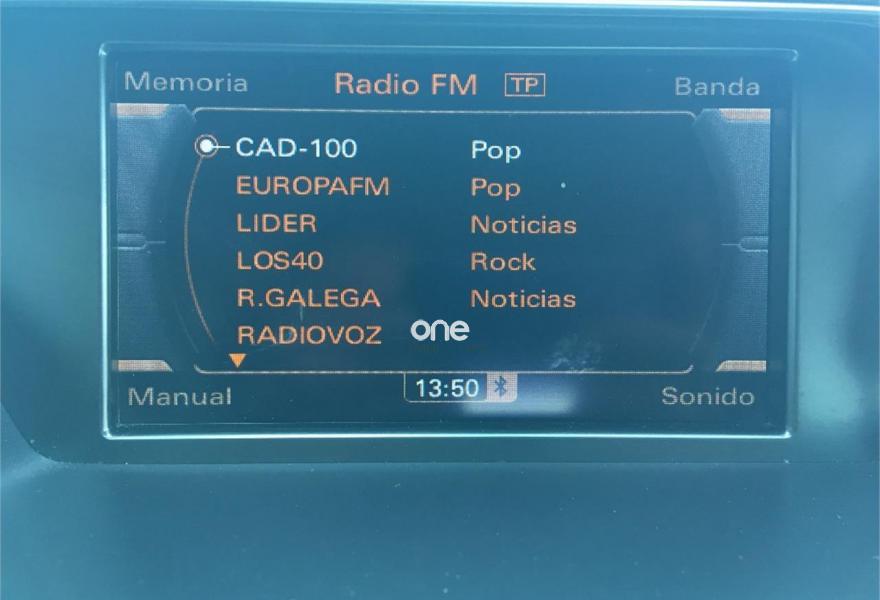 Memoria Radio FM TP Banda
CAD-100 Pop
EUROPAFM Pop
LIDER Noticias
LOS40 Rock
R.GALEGA Noticias
RADIOVOZ
one
13:50
Manual Sonido